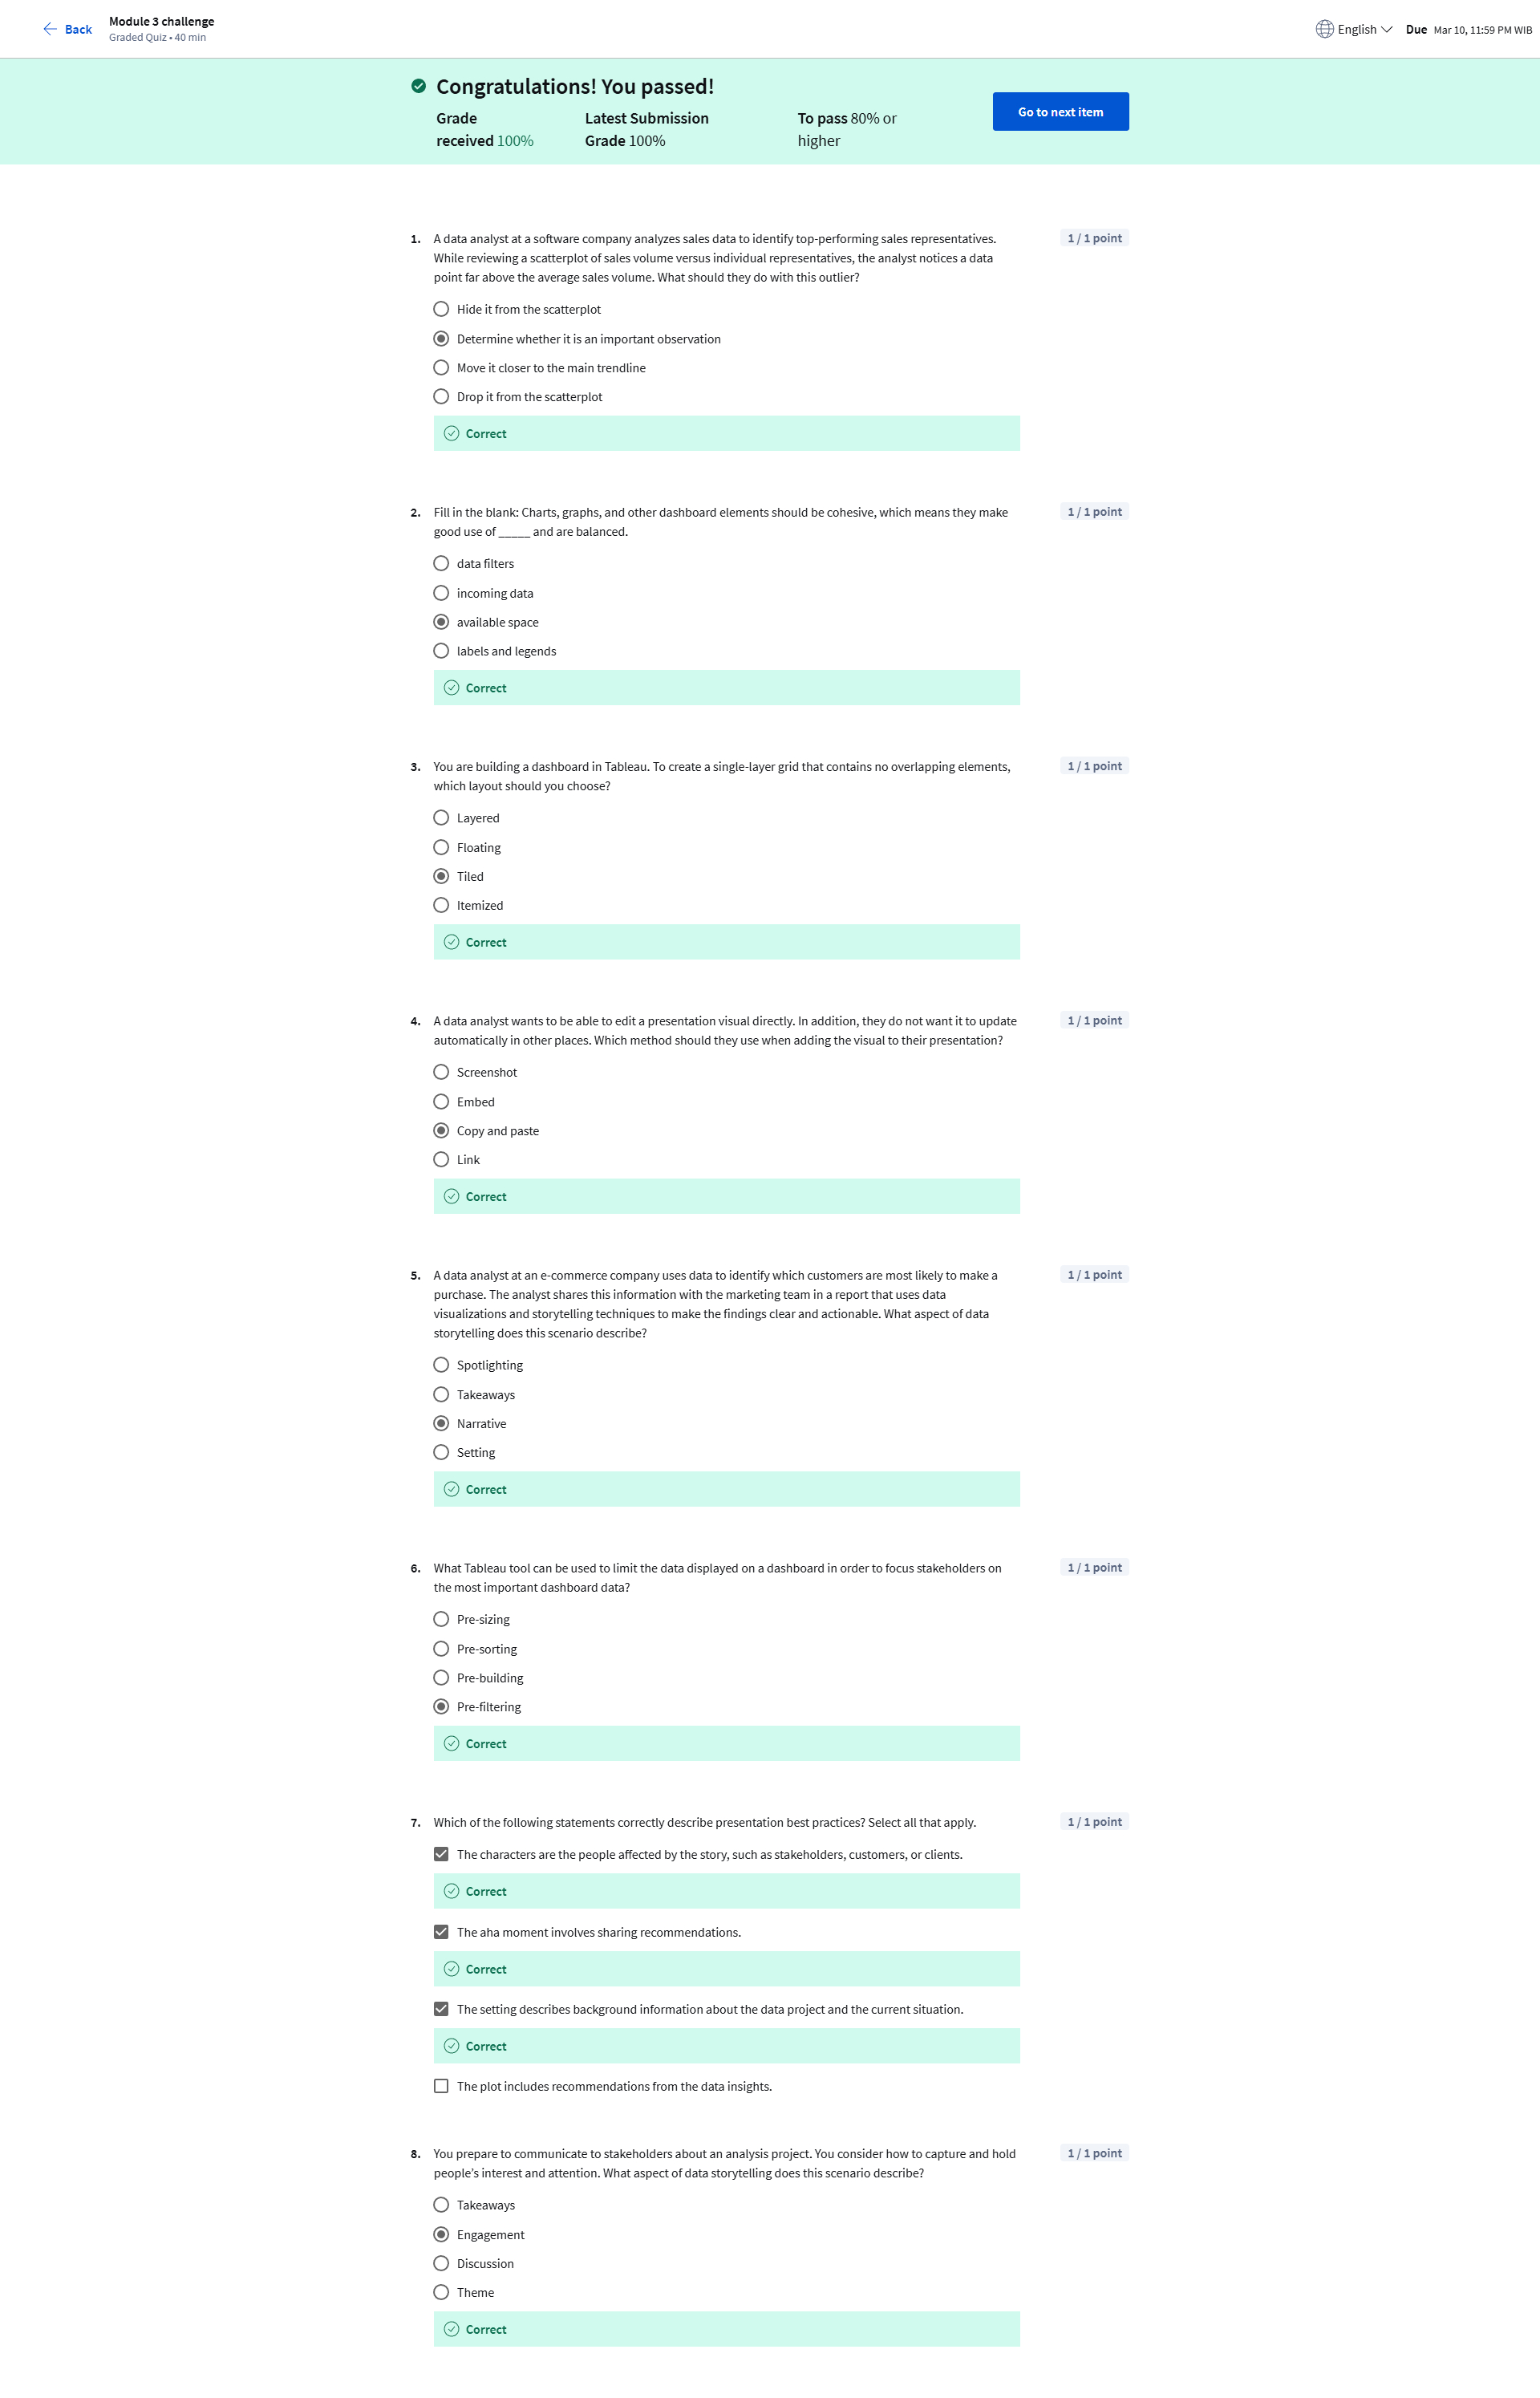 Back
Module 3 challenge
Graded Quiz • 40 min
English
Due Mar 10, 11:59 PM WIB
Congratulations! You passed!
Grade
received 100%
Latest Submission
Grade 100%
To pass 80% or
higher
Go to next item
1. A data analyst at a software company analyzes sales data to identify top-performing sales representatives.
While reviewing a scatterplot of sales volume versus individual representatives, the analyst notices a data
point far above the average sales volume. What should they do with this outlier?
1 / 1 point
Hide it from the scatterplot
Determine whether it is an important observation
Move it closer to the main trendline
Drop it from the scatterplot
Correct
2. Fill in the blank: Charts, graphs, and other dashboard elements should be cohesive, which means they make
good use of _____ and are balanced.
1 / 1 point
data filters
incoming data
available space
labels and legends
Correct
3. You are building a dashboard in Tableau. To create a single-layer grid that contains no overlapping elements,
which layout should you choose?
1 / 1 point
Layered
Floating
Tiled
Itemized
Correct
4. A data analyst wants to be able to edit a presentation visual directly. In addition, they do not want it to update
automatically in other places. Which method should they use when adding the visual to their presentation?
1 / 1 point
Screenshot
Embed
Copy and paste
Link
Correct
5. A data analyst at an e-commerce company uses data to identify which customers are most likely to make a
purchase. The analyst shares this information with the marketing team in a report that uses data
visualizations and storytelling techniques to make the findings clear and actionable. What aspect of data
storytelling does this scenario describe?
1 / 1 point
Spotlighting
Takeaways
Narrative
Setting
Correct
6. What Tableau tool can be used to limit the data displayed on a dashboard in order to focus stakeholders on
the most important dashboard data?
1 / 1 point
Pre-sizing
Pre-sorting
Pre-building
Pre-filtering
Correct
7. Which of the following statements correctly describe presentation best practices? Select all that apply.
1 / 1 point
The characters are the people affected by the story, such as stakeholders, customers, or clients.
Correct
The aha moment involves sharing recommendations.
Correct
The setting describes background information about the data project and the current situation.
Correct
The plot includes recommendations from the data insights.
8. You prepare to communicate to stakeholders about an analysis project. You consider how to capture and hold
people’s interest and attention. What aspect of data storytelling does this scenario describe?
1 / 1 point
Takeaways
Engagement
Discussion
Theme
Correct